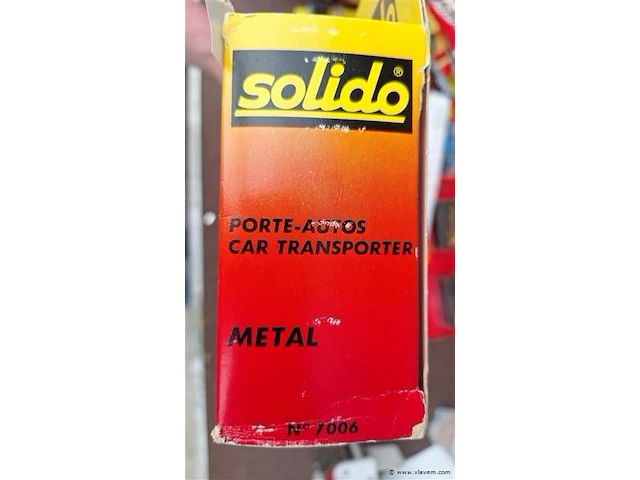 solido®
PORTE-AUTOS
CAR TRANSPORTER
METAL
N° 7006
© www.vlavem.com